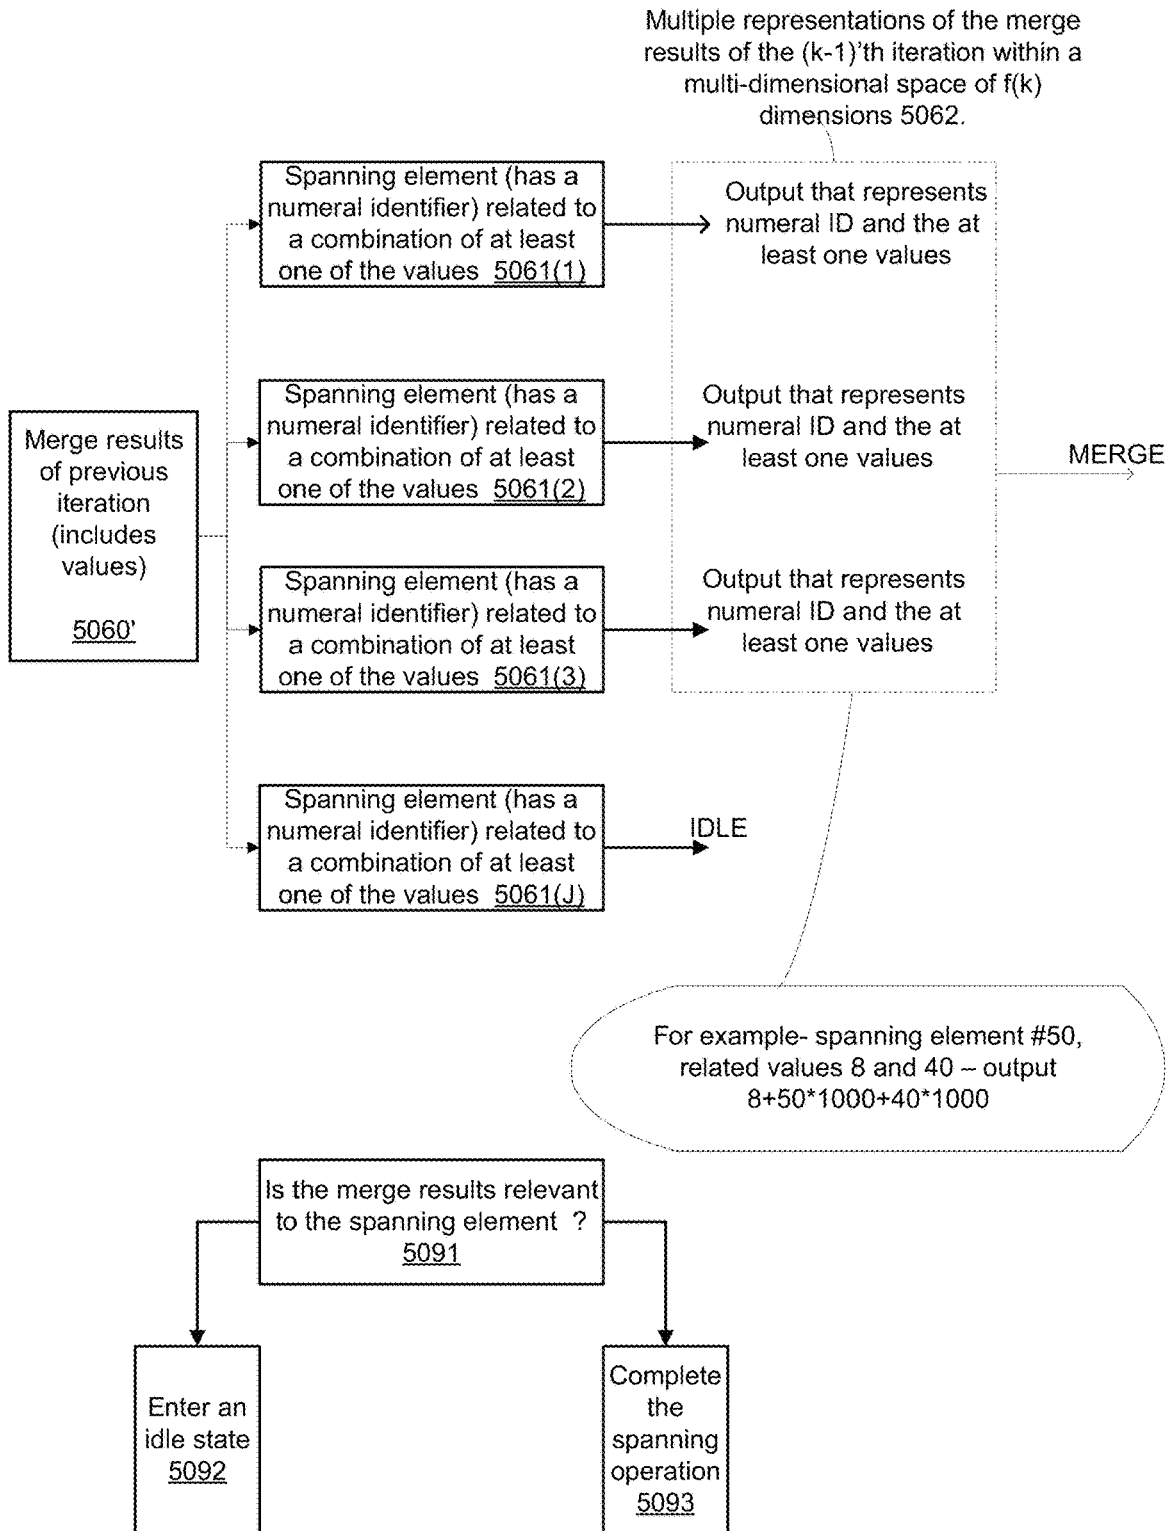 Multiple representations of the merge
results of the (k-1)'th iteration within a
multi-dimensional space of f(k)
dimensions 5062.
Spanning element (has a
numeral identifier) related to
a combination of at least
one of the values 5061(1)
Output that represents
numeral ID and the at
least one values
Spanning element (has a
numeral identifier) related to
a combination of at least
one of the values 5061(2)
Output that represents
numeral ID and the at
least one values
MERGE
Merge results
of previous
iteration
(includes
values)
5060'
Spanning element (has a
numeral identifier) related to
a combination of at least
one of the values 5061(3)
Output that represents
numeral ID and the at
least one values
Spanning element (has a
numeral identifier) related to
a combination of at least
one of the values 5061(J)
IDLE
For example- spanning element #50,
related values 8 and 40 – output
8+50*1000+40*1000
Is the merge results relevant
to the spanning element ?
5091
Enter an
idle state
5092
Complete
the
spanning
operation
5093